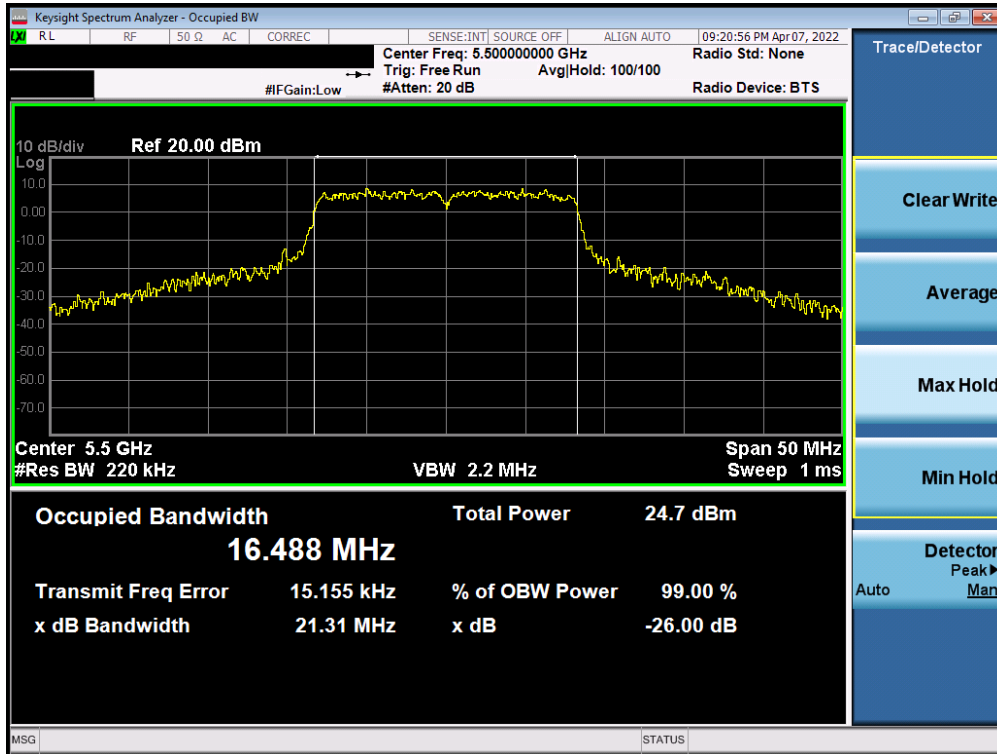 Keysight Spectrum Analyzer - Occupied BW
LXI RL RF 50 Ω AC CORREC SENSE:INT SOURCE OFF ALIGN AUTO 09:20:56 PM Apr 07, 2022
Center Freq: 5.500000000 GHz Radio Std: None
Trig: Free Run Avg|Hold: 100/100
#IFGain:Low #Atten: 20 dB Radio Device: BTS
10 dB/div Ref 20.00 dBm
Log
10.0
0.00
-10.0
-20.0
-30.0
-40.0
-50.0
-60.0
-70.0
Center 5.5 GHz Span 50 MHz
#Res BW 220 kHz VBW 2.2 MHz Sweep 1 ms
Occupied Bandwidth Total Power 24.7 dBm
16.488 MHz
Transmit Freq Error 15.155 kHz % of OBW Power 99.00 %
x dB Bandwidth 21.31 MHz x dB -26.00 dB
MSG STATUS
Trace/Detector
Clear Write
Average
Max Hold
Min Hold
Detector
Peak▶
Auto Man